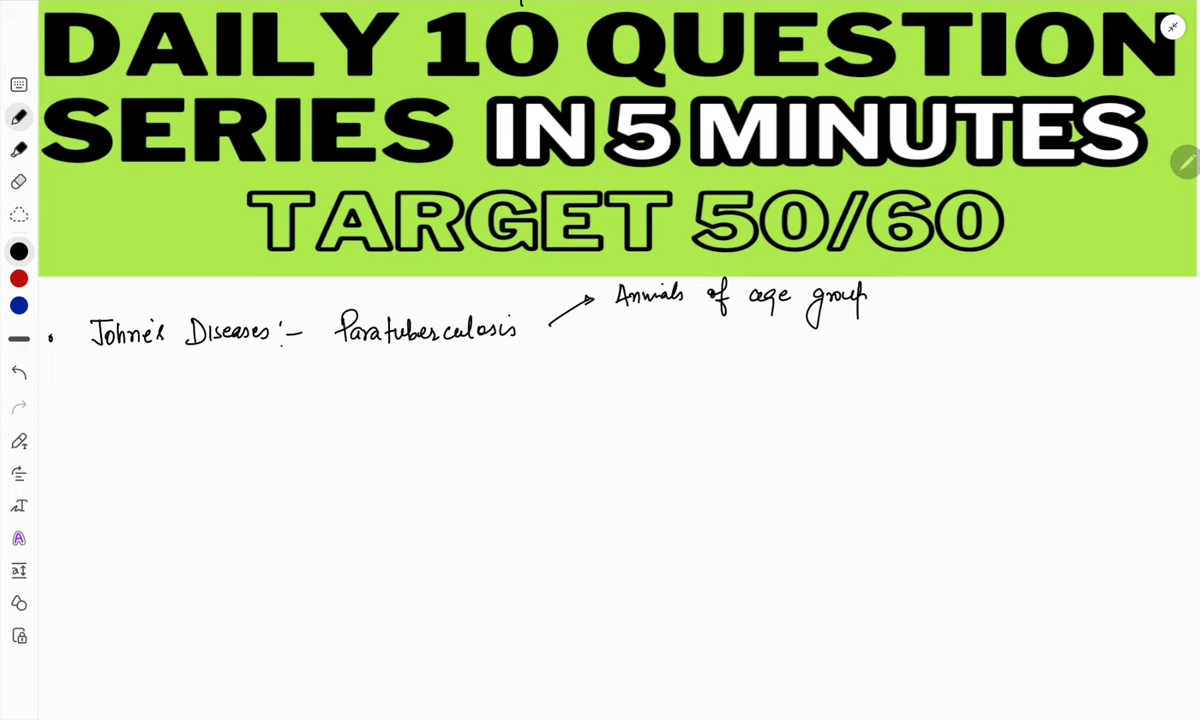 DAILY 10 QUESTION
SERIES IN 5 MINUTES
TARGET 50/60
Animals of age group
• Johne's Diseases :- Paratuberculosis